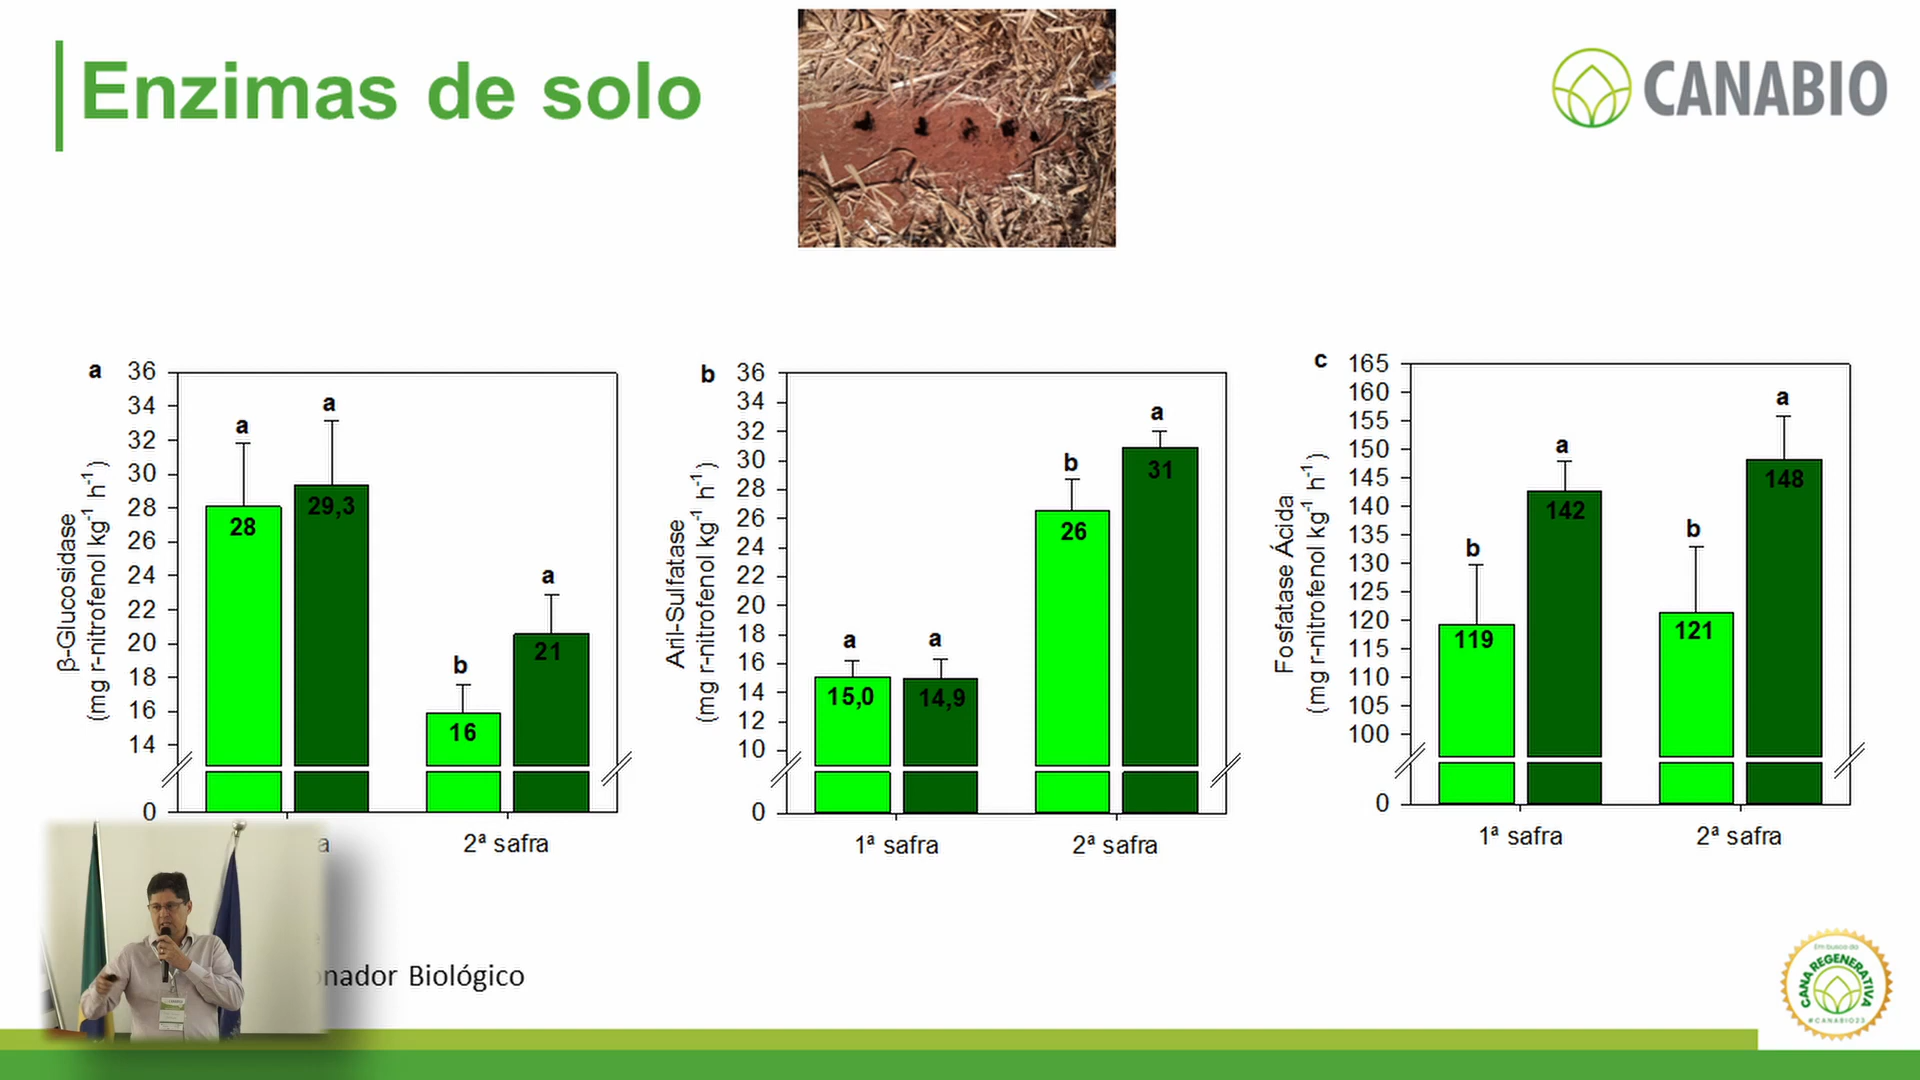 Enzimas de solo
CANABIO
a
β-Glucosidase
(mg r-nitrofenol kg⁻¹ h⁻¹)
36
34
32
30
28
26
24
22
20
18
16
14
0
a
a
b
a
28
29,3
16
21
a
2ª safra
b
Aril-Sulfatase
(mg r-nitrofenol kg⁻¹ h⁻¹)
36
34
32
30
28
26
24
22
20
18
16
14
12
10
0
a
a
b
a
15,0
14,9
26
31
1ª safra
2ª safra
c
Fosfatase Ácida
(mg r-nitrofenol kg⁻¹ h⁻¹)
165
160
155
150
145
140
135
130
125
120
115
110
105
100
0
b
a
b
a
119
142
121
148
1ª safra
2ª safra
onador Biológico
Em busca da
CANA REGENERATIVA
#CANABIO23